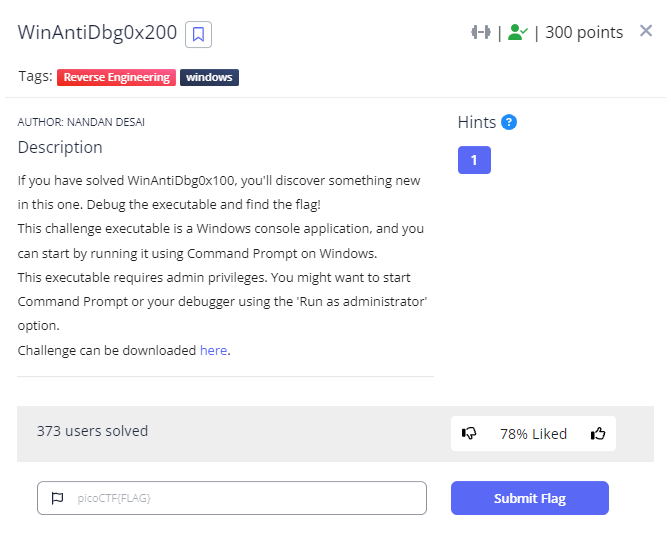 WinAntiDbg0x200
| | 300 points
Tags: Reverse Engineering windows
AUTHOR: NANDAN DESAI
Description
If you have solved WinAntiDbg0x100, you'll discover something new
in this one. Debug the executable and find the flag!
This challenge executable is a Windows console application, and you
can start by running it using Command Prompt on Windows.
This executable requires admin privileges. You might want to start
Command Prompt or your debugger using the 'Run as administrator'
option.
Challenge can be downloaded here.
Hints ?
1
373 users solved
78% Liked
picoCTF{FLAG}
Submit Flag